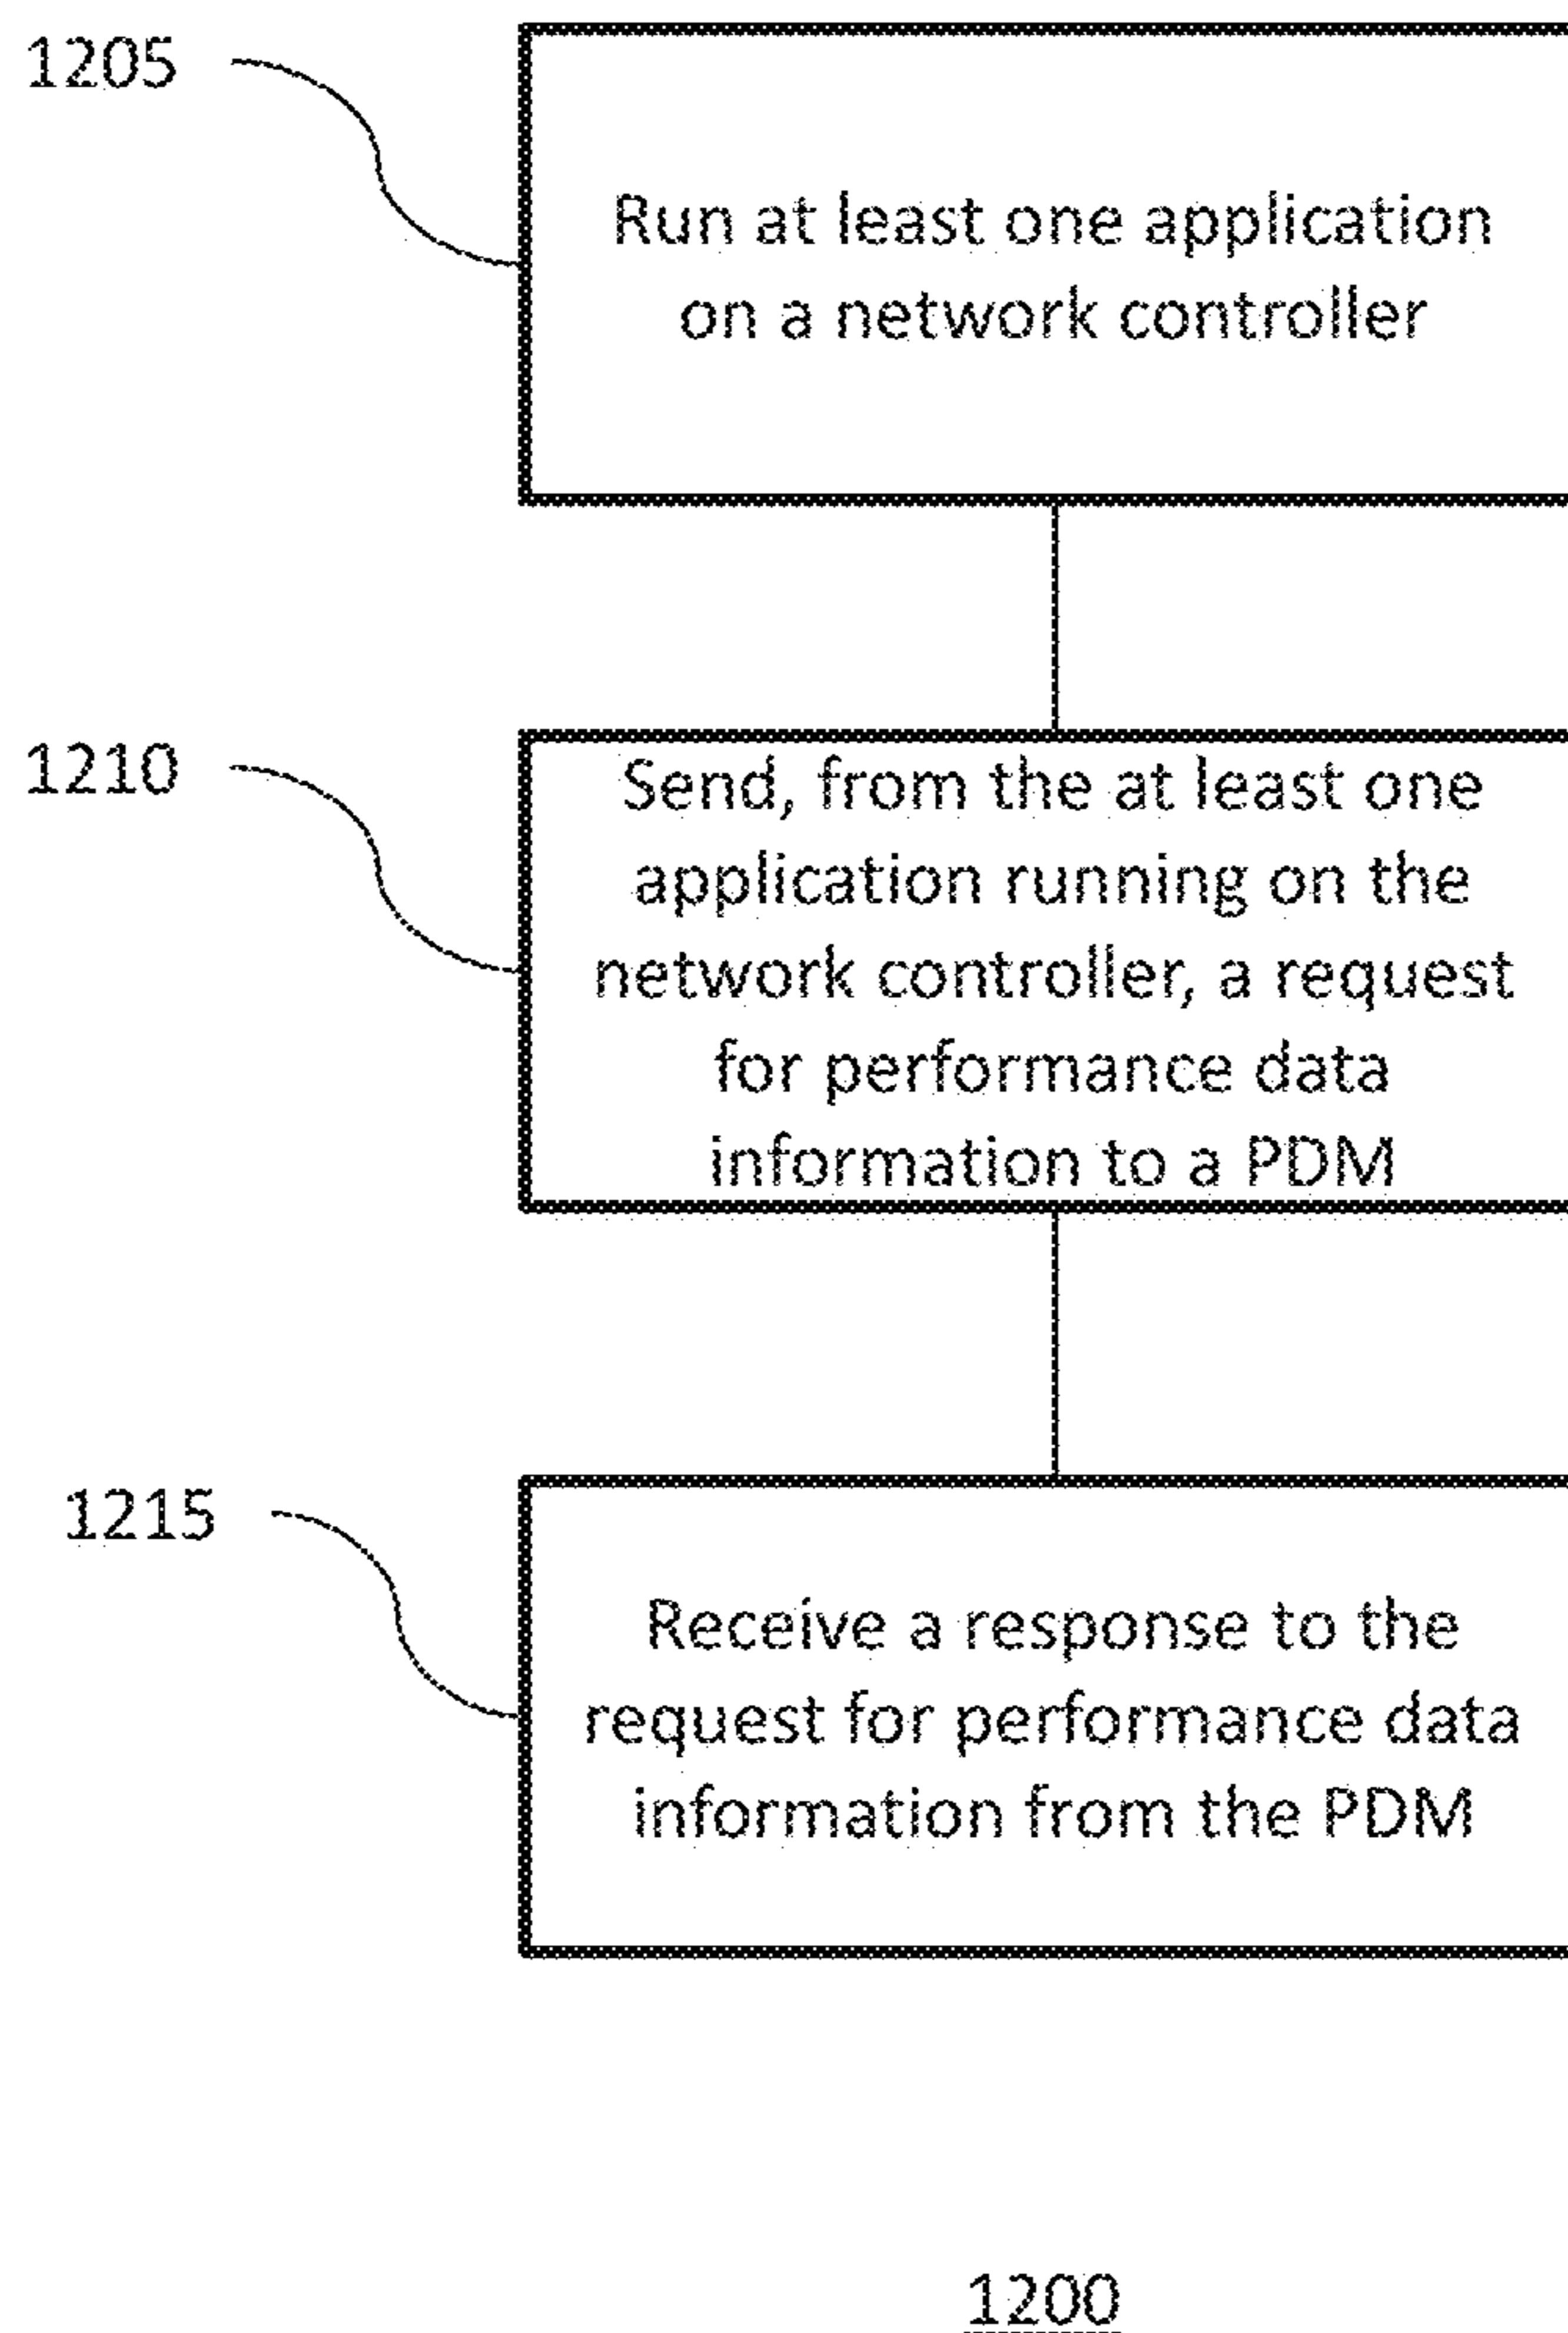 1205
Run at least one application
on a network controller
1210
Send, from the at least one
application running on the
network controller, a request
for performance data
information to a PDM
1215
Receive a response to the
request for performance data
information from the PDM
1200